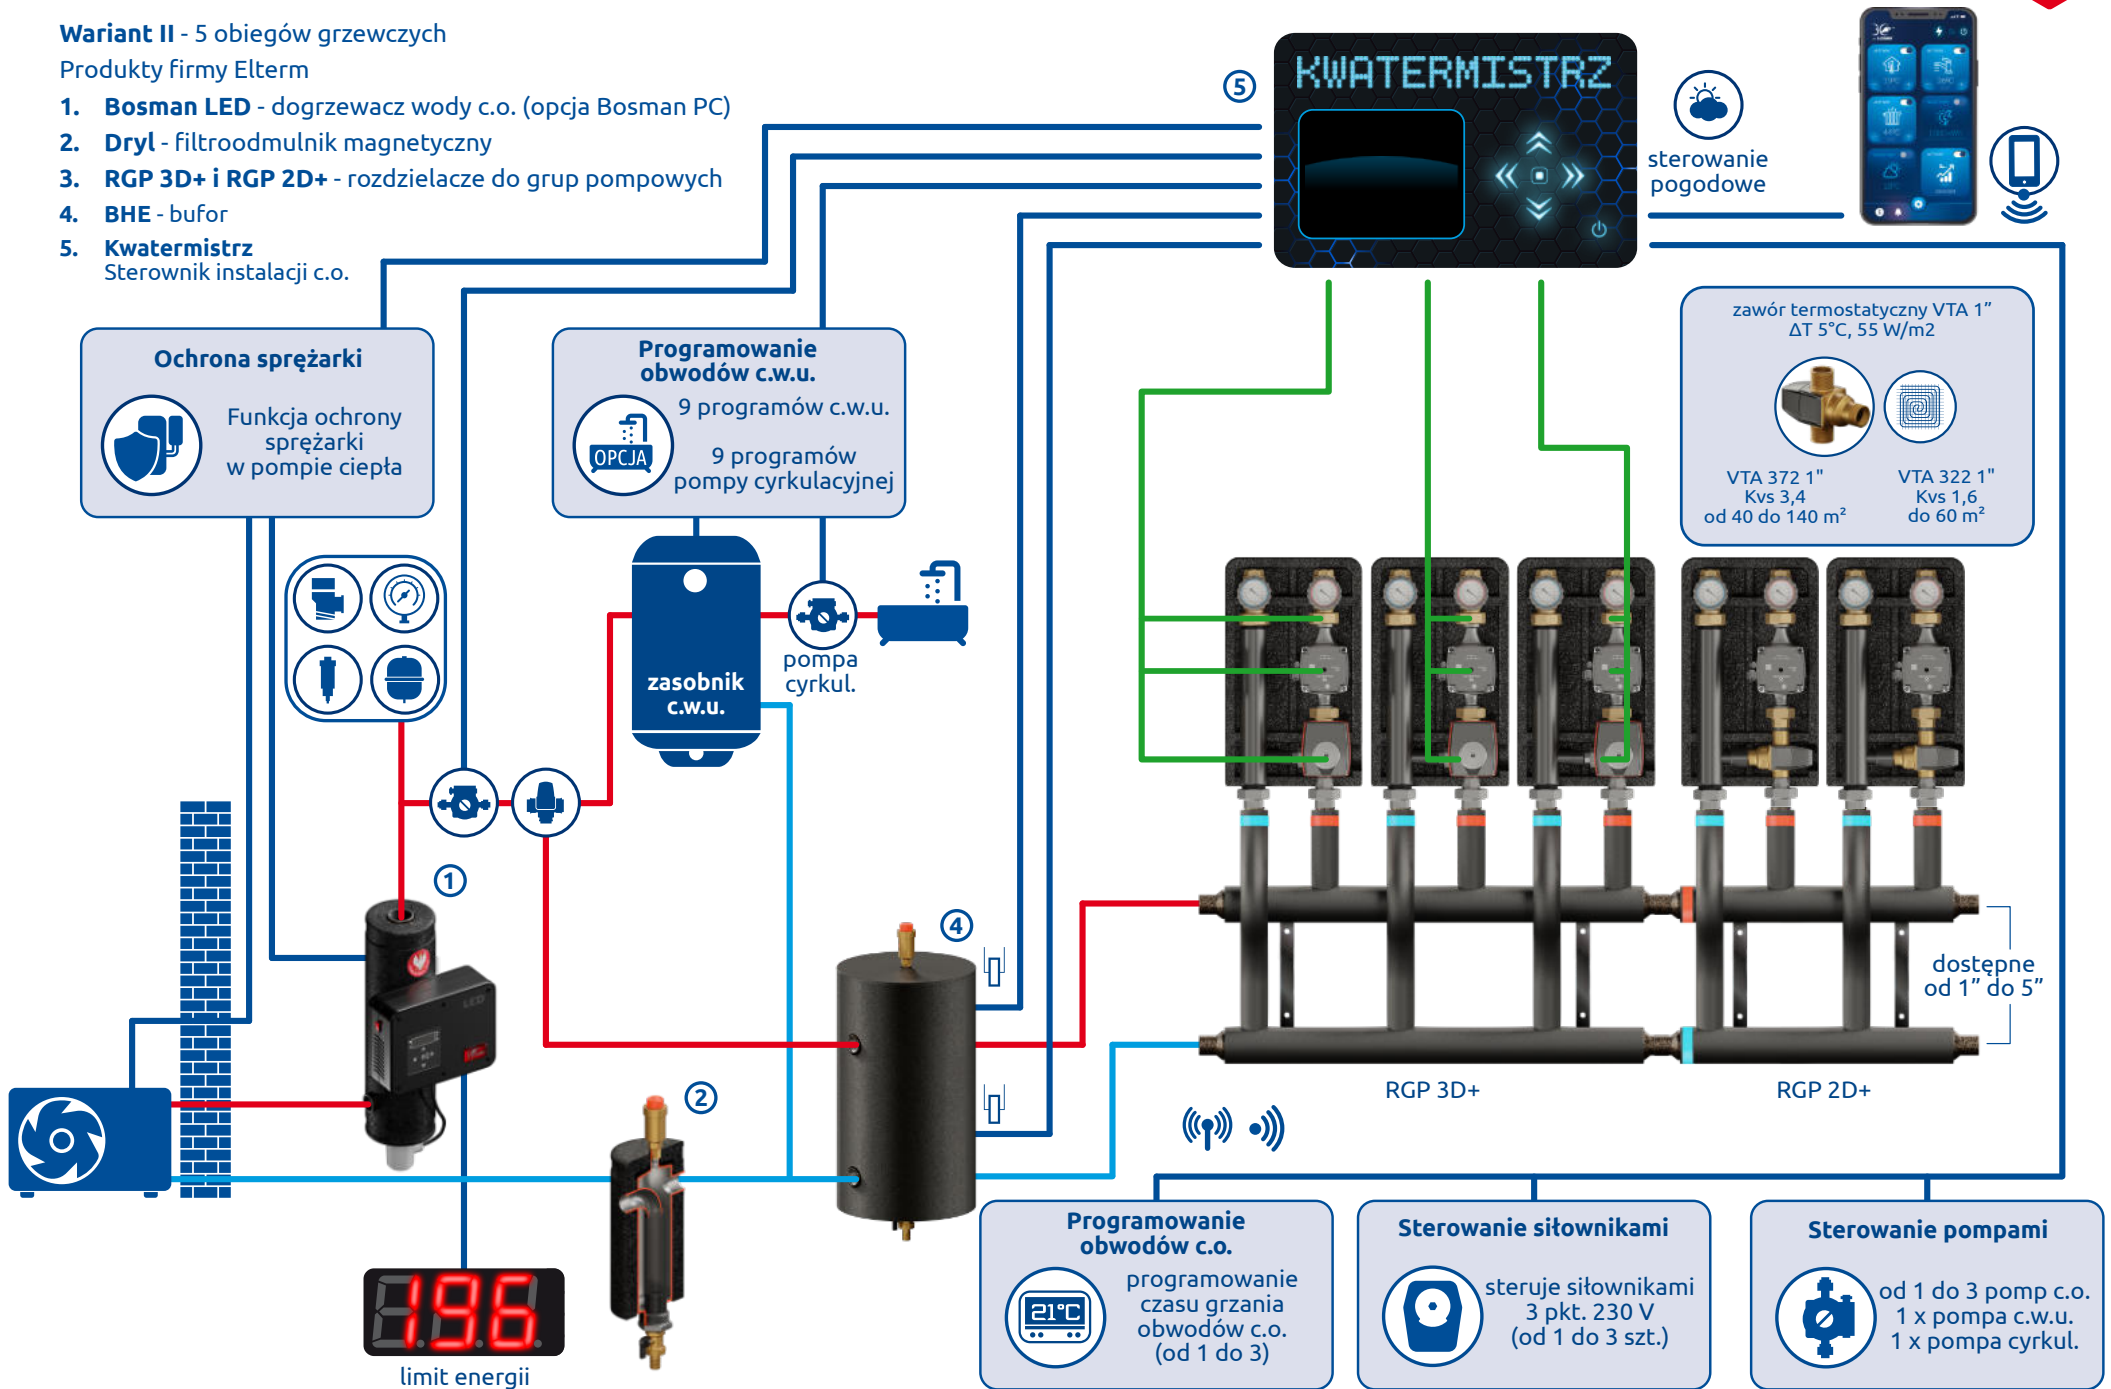 Wariant II - 5 obiegów grzewczych
Produkty firmy Elterm
1. Bosman LED - dogrzewacz wody c.o. (opcja Bosman PC)
2. Dryl - filtroodmulnik magnetyczny
3. RGP 3D+ i RGP 2D+ - rozdzielacze do grup pompowych
4. BHE - bufor
5. Kwatermistrz
Sterownik instalacji c.o.
5
KWATERMISTRZ
sterowanie
pogodowe
Ochrona sprężarki
Funkcja ochrony
sprężarki
w pompie ciepła
Programowanie
obwodów c.w.u.
9 programów c.w.u.
OPCJA
9 programów
pompy cyrkulacyjnej
zawór termostatyczny VTA 1”
ΔT 5°C, 55 W/m2
VTA 372 1"
Kvs 3,4
od 40 do 140 m²
VTA 322 1"
Kvs 1,6
do 60 m²
zasobnik
c.w.u.
pompa
cyrkul.
1
LED
4
2
dostępne
od 1” do 5”
RGP 3D+
RGP 2D+
196
limit energii
Programowanie
obwodów c.o.
21°C
programowanie
czasu grzania
obwodów c.o.
(od 1 do 3)
Sterowanie siłownikami
steruje siłownikami
3 pkt. 230 V
(od 1 do 3 szt.)
Sterowanie pompami
od 1 do 3 pomp c.o.
1 x pompa c.w.u.
1 x pompa cyrkul.